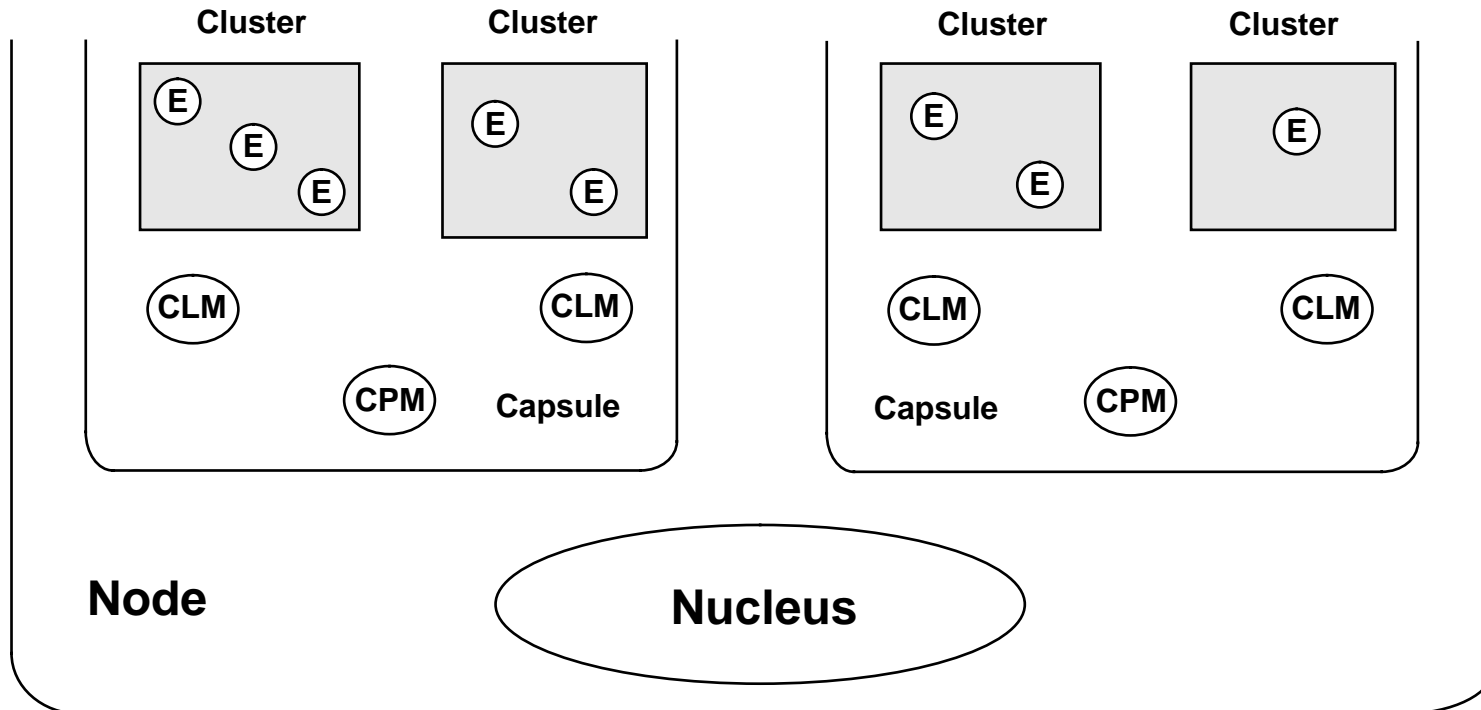 Cluster
Cluster
Cluster
Cluster
E
E
E
E
E
E
E
E
CLM
CLM
CLM
CLM
CPM
Capsule
Capsule
CPM
Node
Nucleus